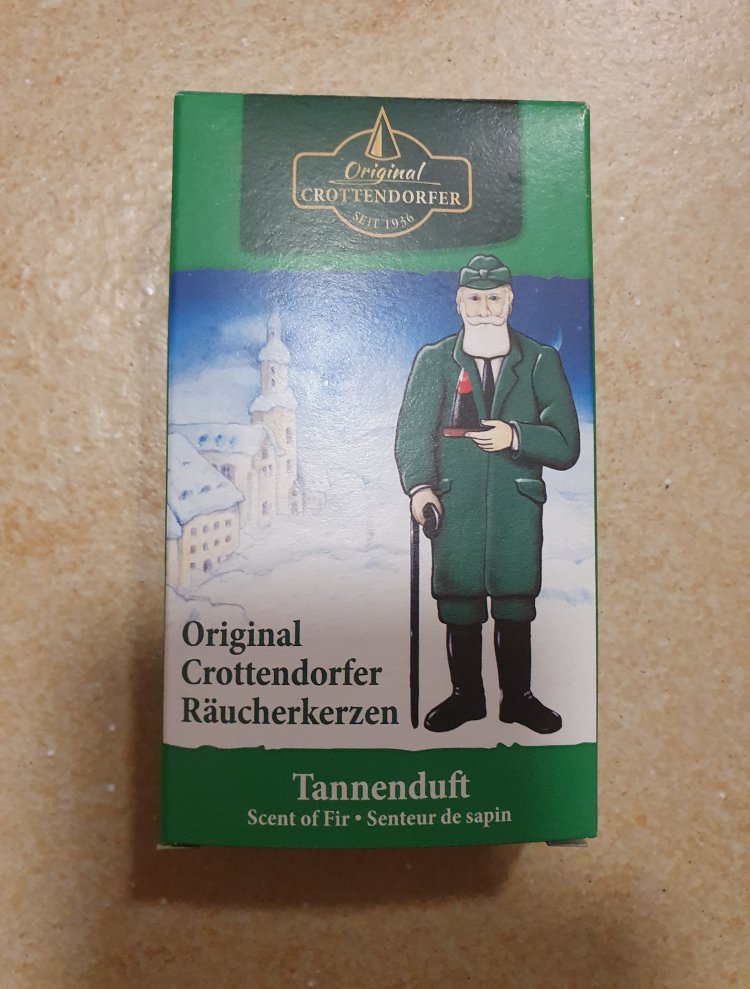 Original
CROTTENDORFER
SEIT 1936
Original
Crottendorfer
Räucherkerzen
Tannenduft
Scent of Fir • Senteur de sapin